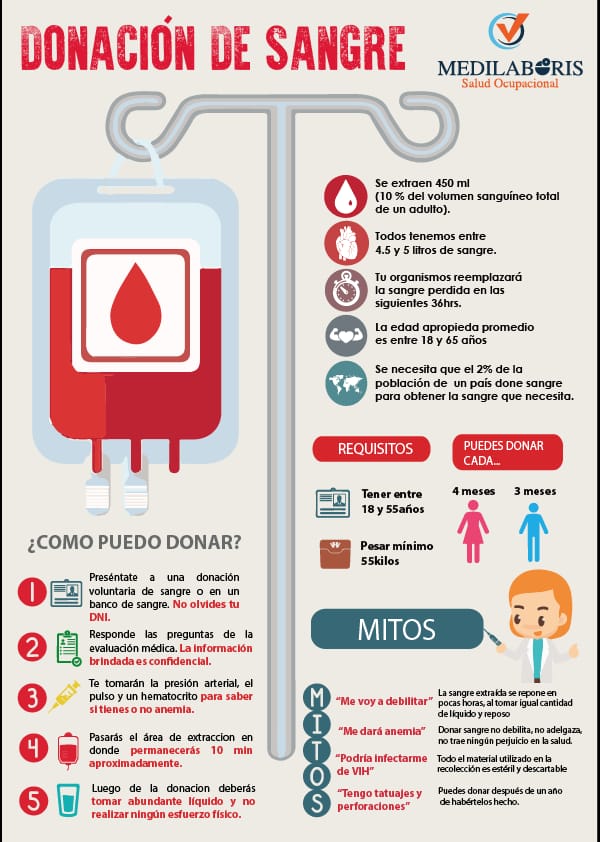 DONACIÓN DE SANGRE
MEDILABORIS
Salud Ocupacional
Se extraen 450 ml
(10 % del volumen sanguíneo total
de un adulto).
Todos tenemos entre
4.5 y 5 litros de sangre.
Tu organismos reemplazará
la sangre perdida en las
siguientes 36hrs.
La edad apropieda promedio
es entre 18 y 65 años
Se necesita que el 2% de la
población de un país done sangre
para obtener la sangre que necesita.
REQUISITOS
Tener entre
18 y 55años
Pesar mínimo
55kilos
PUEDES DONAR
CADA...
4 meses
3 meses
¿COMO PUEDO DONAR?
1
Preséntate a una donación
voluntaria de sangre o en un
banco de sangre. No olvides tu
DNI.
2
Responde las preguntas de la
evaluación médica. La información
brindada es confidencial.
3
Te tomarán la presión arterial, el
pulso y un hematocrito para saber
si tienes o no anemia.
4
Pasarás el área de extraccion en
donde permanecerás 10 min
aproximadamente.
5
Luego de la donacion deberás
tomar abundante líquido y no
realizar ningún esfuerzo físico.
MITOS
MITOS
“Me voy a debilitar”
La sangre extraída se repone en
pocas horas, al tomar igual cantidad
de líquido y reposo
“Me dará anemia”
Donar sangre no debilita, no adelgaza,
no trae ningún perjuicio en la salud.
“Podría infectarme
de VIH”
Todo el material utilizado en la
recolección es estéril y descartable
“Tengo tatuajes y
perforaciones”
Puedes donar después de un año
de habértelos hecho.